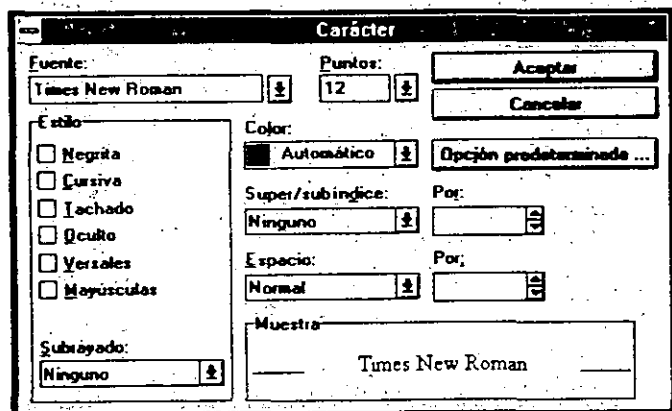 Carácter
Fuente:
Times New Roman
Puntos:
12
Aceptar
Cancelar
Opción predeterminada ...
Estilo
Negrita
Cursiva
Tachado
Oculto
Versales
Mayúsculas
Subrayado:
Ninguno
Color:
Automático
Super/subíndice:
Ninguno
Por:
Espacio:
Normal
Por:
Muestra
Times New Roman